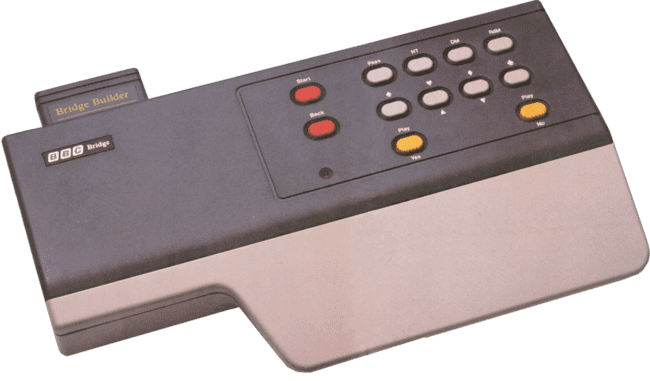 Bridge Builder
BBC Bridge
Start
Back
Pass
NT
Dbl
Rdbl
♣
♦
♥
♠
▲
▼
Play
Yes
Play
No